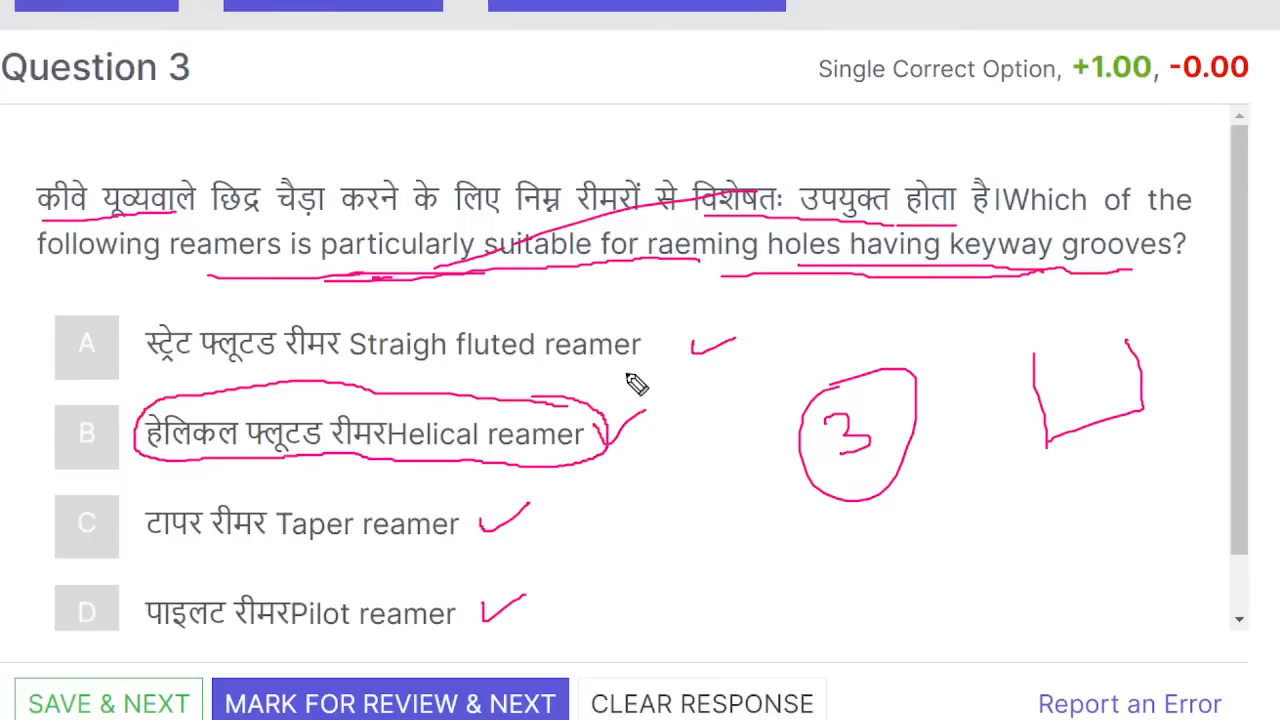 Question 3
Single Correct Option, +1.00, -0.00
कीवे यूव्यवाले छिद्र चैड़ा करने के लिए निम्न रीमरों से विशेषतः उपयुक्त होता है।Which of the
following reamers is particularly suitable for raeming holes having keyway grooves?
A स्ट्रेट फ्लूटड रीमर Straigh fluted reamer
B हेलिकल फ्लूटड रीमरHelical reamer
3
C टापर रीमर Taper reamer
D पाइलट रीमरPilot reamer
SAVE & NEXT MARK FOR REVIEW & NEXT CLEAR RESPONSE Report an Error